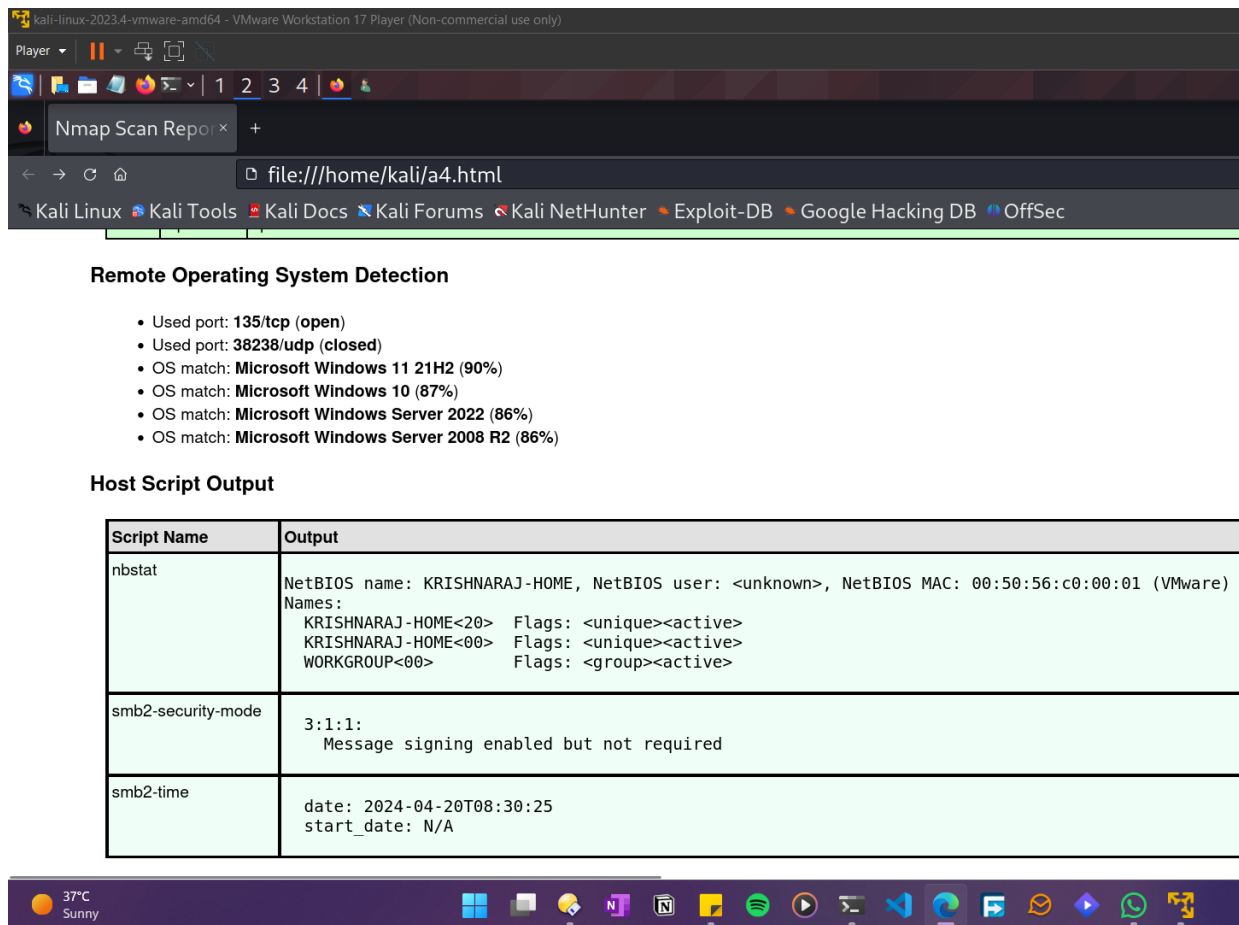 kali-linux-2023.4-vmware-amd64 - VMware Workstation 17 Player (Non-commercial use only)
Player
1 2 3 4
Nmap Scan Repor × +
file:///home/kali/a4.html
Kali Linux Kali Tools Kali Docs Kali Forums Kali NetHunter Exploit-DB Google Hacking DB OffSec
Remote Operating System Detection
• Used port: 135/tcp (open)
• Used port: 38238/udp (closed)
• OS match: Microsoft Windows 11 21H2 (90%)
• OS match: Microsoft Windows 10 (87%)
• OS match: Microsoft Windows Server 2022 (86%)
• OS match: Microsoft Windows Server 2008 R2 (86%)
Host Script Output
Script Name Output
nbstat
NetBIOS name: KRISHNARAJ-HOME, NetBIOS user: <unknown>, NetBIOS MAC: 00:50:56:c0:00:01 (VMware)
Names:
KRISHNARAJ-HOME<20> Flags: <unique><active>
KRISHNARAJ-HOME<00> Flags: <unique><active>
WORKGROUP<00> Flags: <group><active>
smb2-security-mode
3:1:1:
Message signing enabled but not required
smb2-time
date: 2024-04-20T08:30:25
start_date: N/A
37°C
Sunny